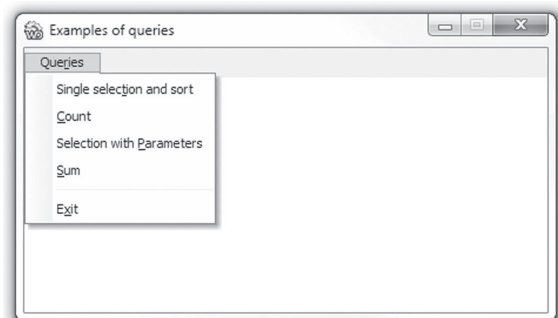 Examples of queries
Queries
Single selection and sort
Count
Selection with Parameters
Sum
Exit